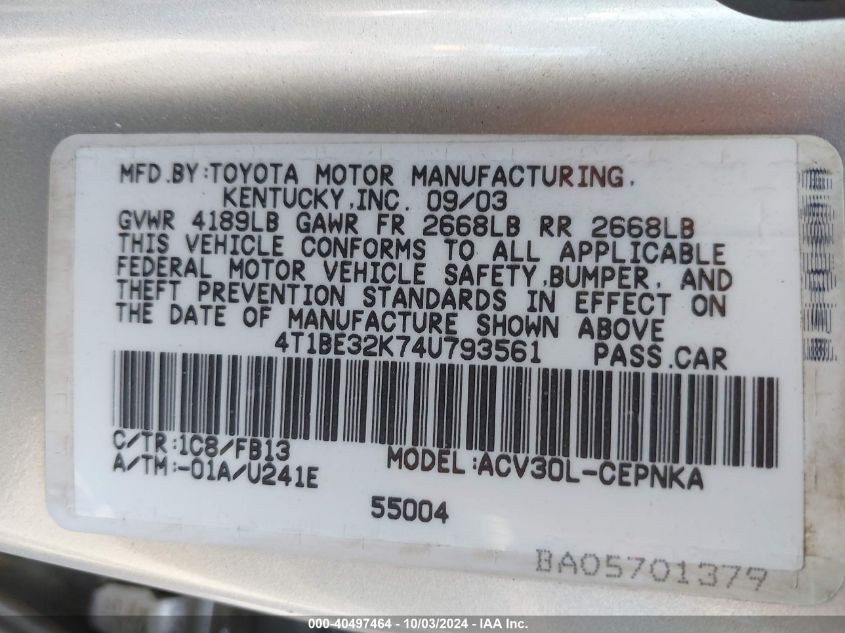 MFD.BY:TOYOTA MOTOR MANUFACTURING,
KENTUCKY,INC. 09/03
GVWR 4189LB GAWR FR 2668LB RR 2668LB
THIS VEHICLE CONFORMS TO ALL APPLICABLE
FEDERAL MOTOR VEHICLE SAFETY,BUMPER, AND
THEFT PREVENTION STANDARDS IN EFFECT ON
THE DATE OF MANUFACTURE SHOWN ABOVE
4T1BE32K74U793561 PASS.CAR
C/TR:1C8/FB13
A/TM:-01A/U241E
MODEL:ACV30L-CEPNKA
55004
BA05701379
000-40497464 - 10/03/2024 - ACV Inc.